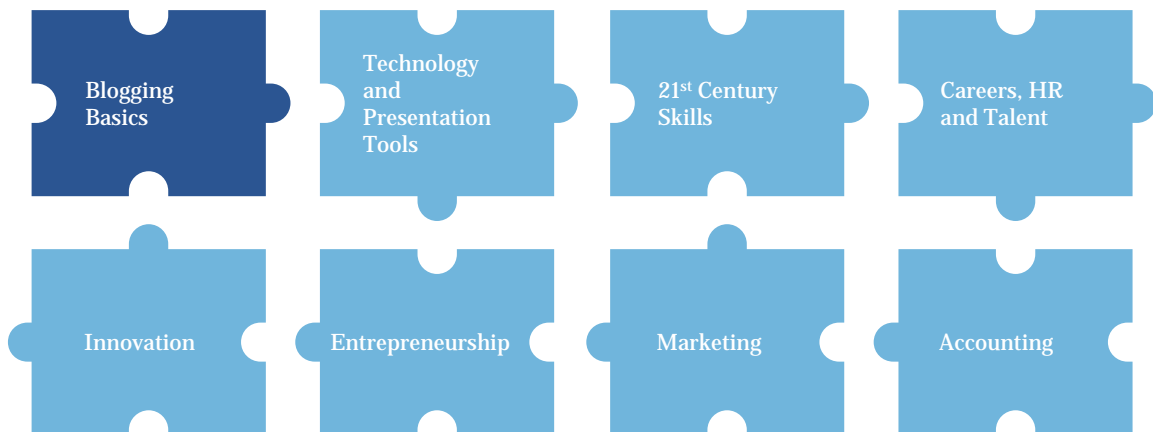 Blogging
Basics
Technology
and
Presentation
Tools
21st Century
Skills
Careers, HR
and Talent
Innovation
Entrepreneurship
Marketing
Accounting